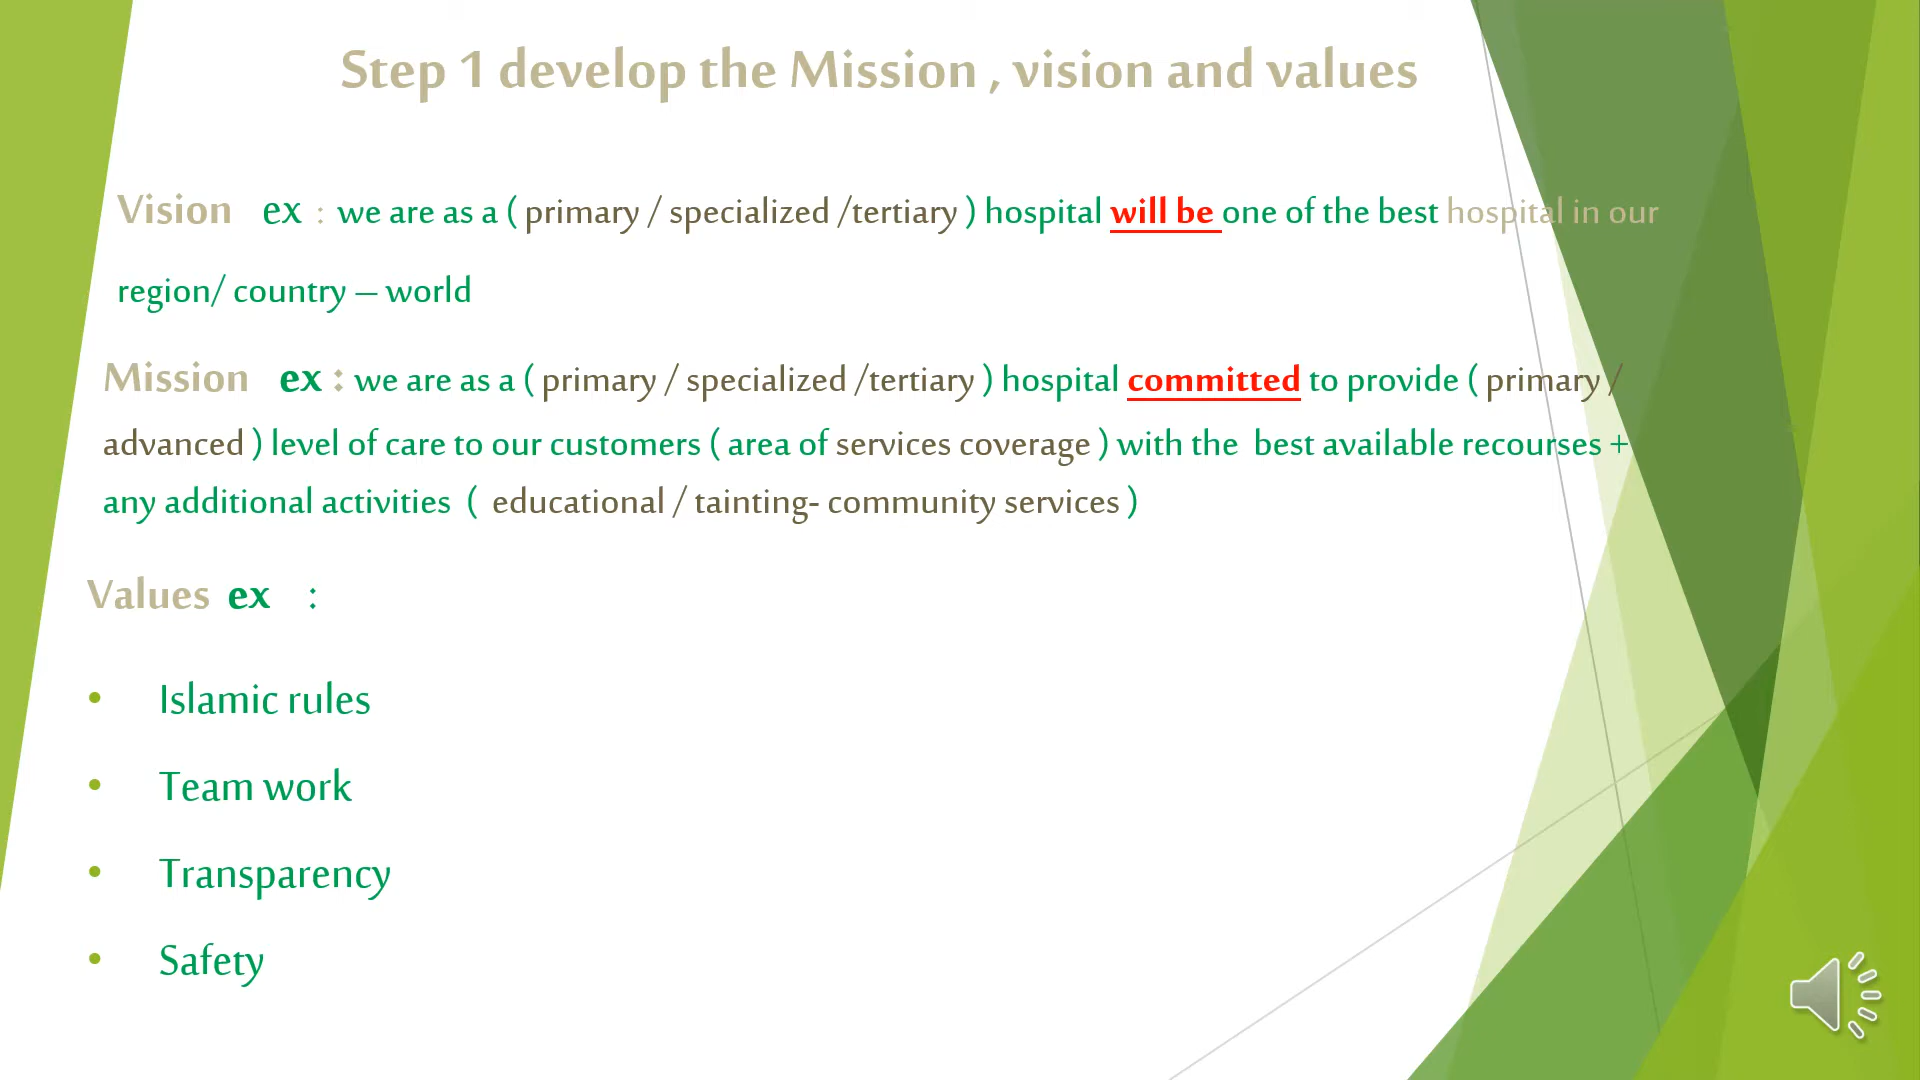 Step 1 develop the Mission , vision and values
Vision ex : we are as a ( primary / specialized /tertiary ) hospital will be one of the best hospital in our
region/ country – world
Mission ex : we are as a ( primary / specialized /tertiary ) hospital committed to provide ( primary /
advanced ) level of care to our customers ( area of services coverage ) with the best available recourses +
any additional activities ( educational / tainting- community services )
Values ex :
• Islamic rules
• Team work
• Transparency
• Safety